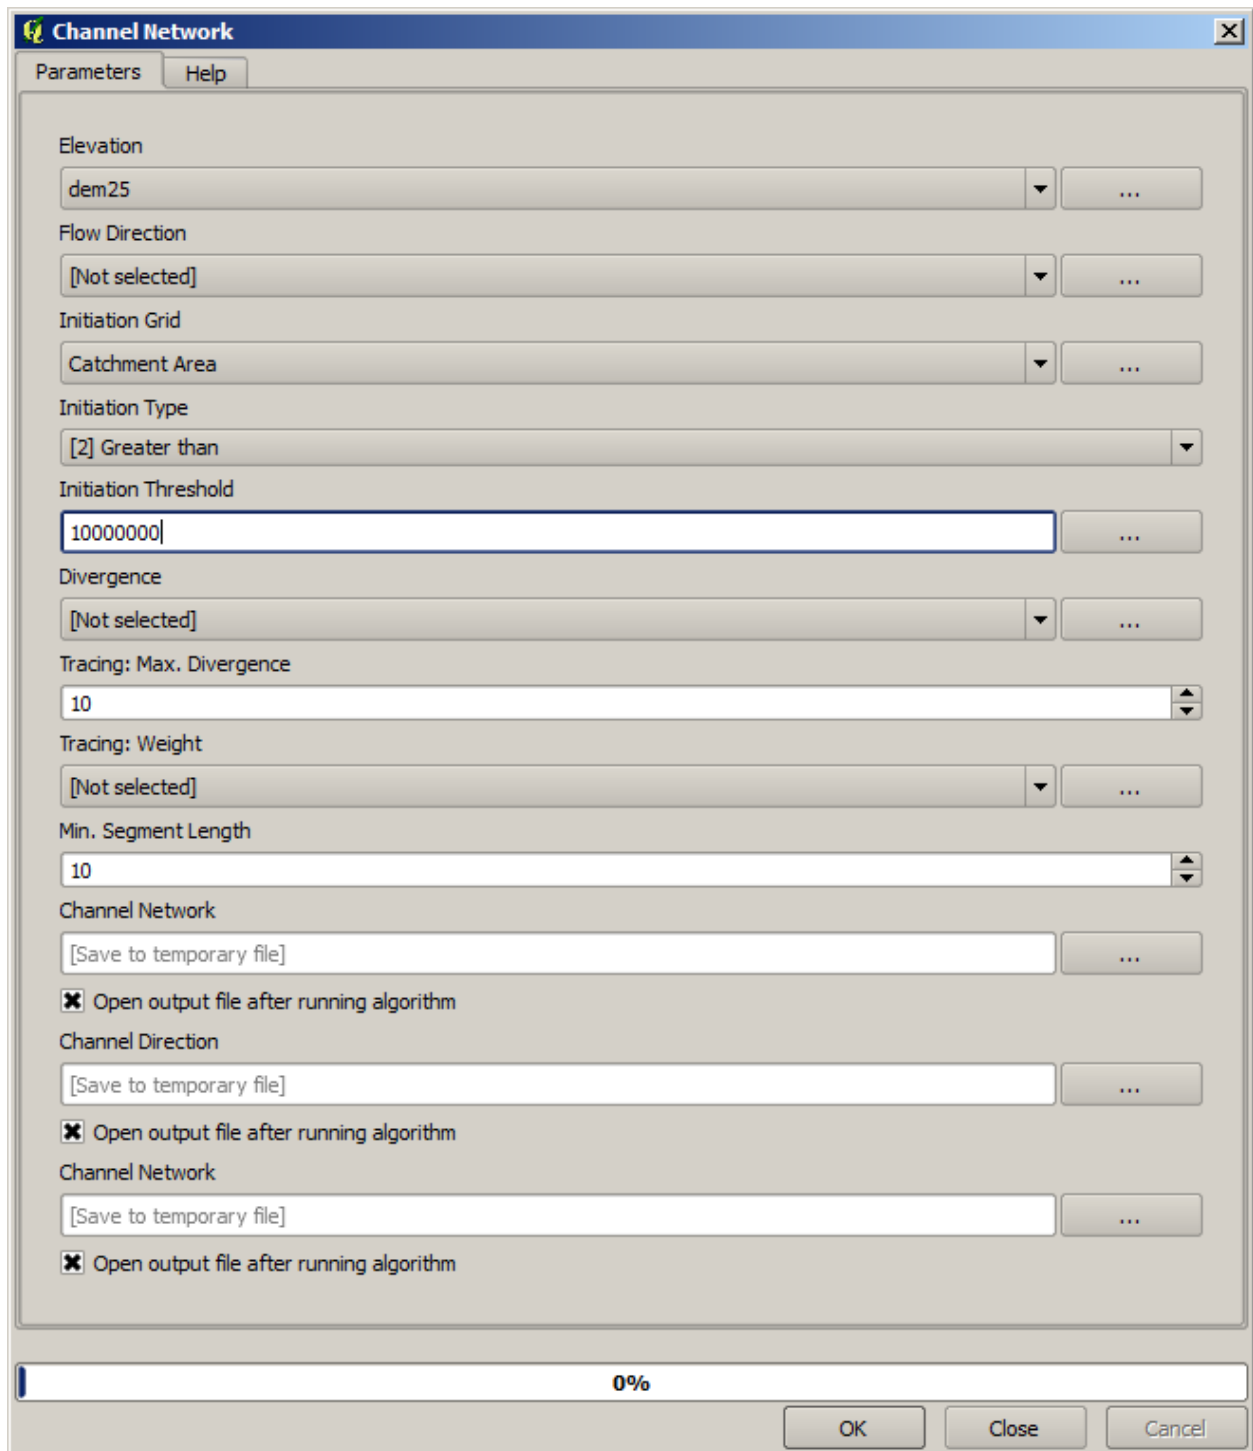 Channel Network
Parameters Help
Elevation
dem25 ...
Flow Direction
[Not selected] ...
Initiation Grid
Catchment Area ...
Initiation Type
[2] Greater than
Initiation Threshold
10000000 ...
Divergence
[Not selected] ...
Tracing: Max. Divergence
10
Tracing: Weight
[Not selected] ...
Min. Segment Length
10
Channel Network
[Save to temporary file] ...
Open output file after running algorithm
Channel Direction
[Save to temporary file] ...
Open output file after running algorithm
Channel Network
[Save to temporary file] ...
Open output file after running algorithm
0%
OK Close Cancel